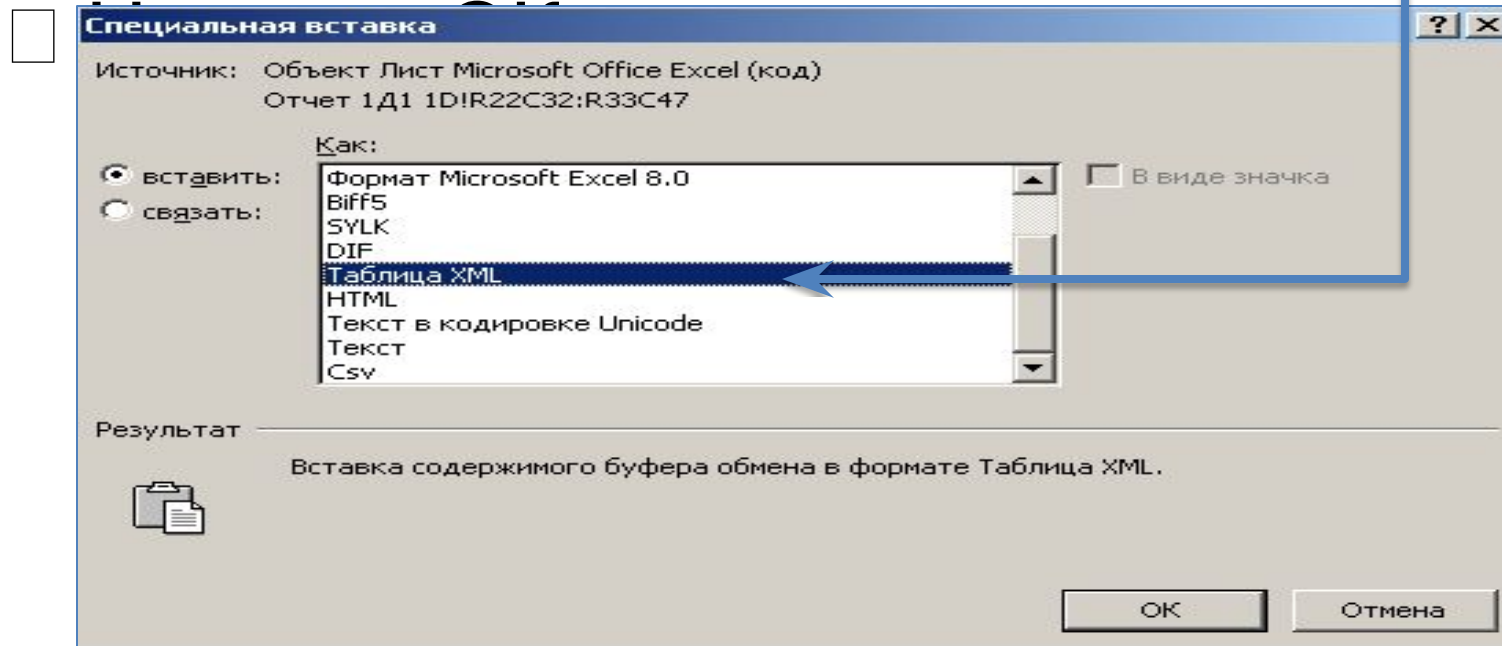 Специальная вставка
Источник: Объект Лист Microsoft Office Excel (код)
Отчет 1Д1 1D!R22C32:R33C47
Как:
вставить:
связать:
Формат Microsoft Excel 8.0
Biff5
SYLK
DIF
Таблица XML
HTML
Текст в кодировке Unicode
Текст
Csv
В виде значка
Результат
Вставка содержимого буфера обмена в формате Таблица XML.
ОК
Отмена